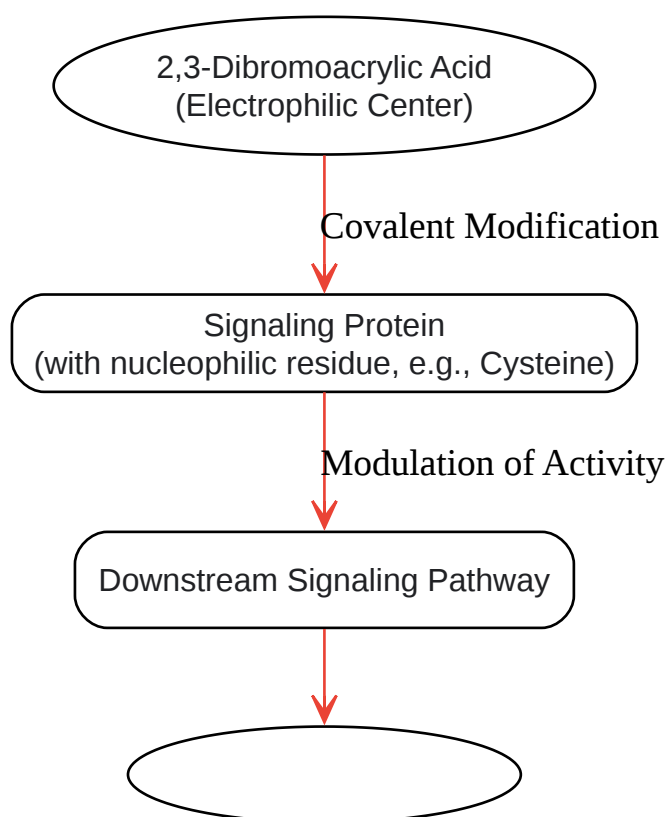 2,3-Dibromoacrylic Acid
(Electrophilic Center)
Covalent Modification
Signaling Protein
(with nucleophilic residue, e.g., Cysteine)
Modulation of Activity
Downstream Signaling Pathway